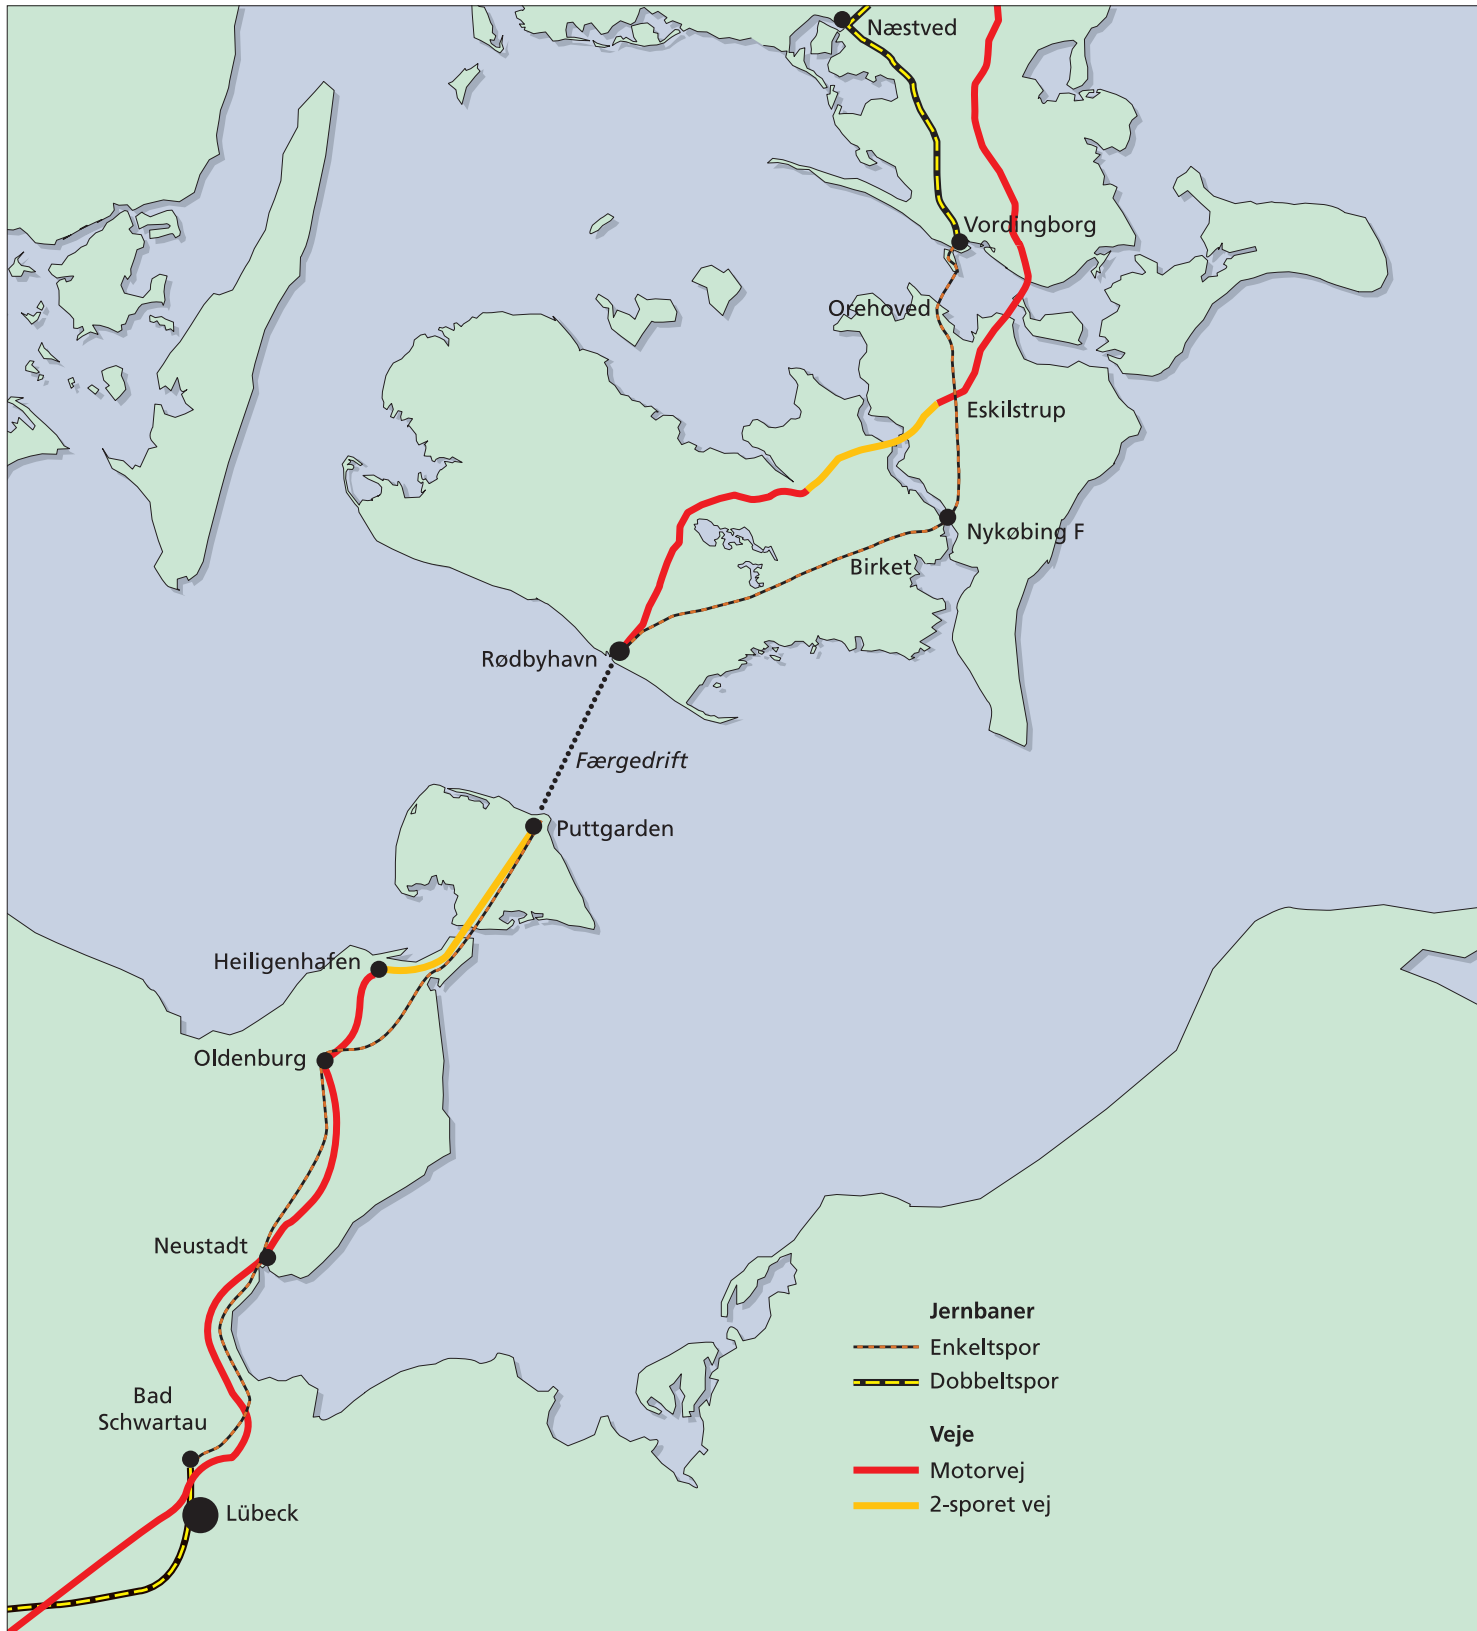 Næstved
Vordingborg
Orehoved
Eskilstrup
Nykøbing F
Birket
Rødbyhavn
Færgedrift
Puttgarden
Heiligenhafen
Oldenburg
Neustadt
Bad
Schwartau
Lübeck
Jernbaner
Enkeltspor
Dobbeltspor
Veje
Motorvej
2-sporet vej